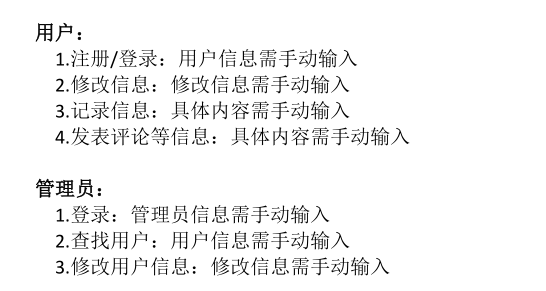 用户：
1.注册/登录：用户信息需手动输入
2.修改信息：修改信息需手动输入
3.记录信息：具体内容需手动输入
4.发表评论等信息：具体内容需手动输入
管理员：
1.登录：管理员信息需手动输入
2.查找用户：用户信息需手动输入
3.修改用户信息：修改信息需手动输入